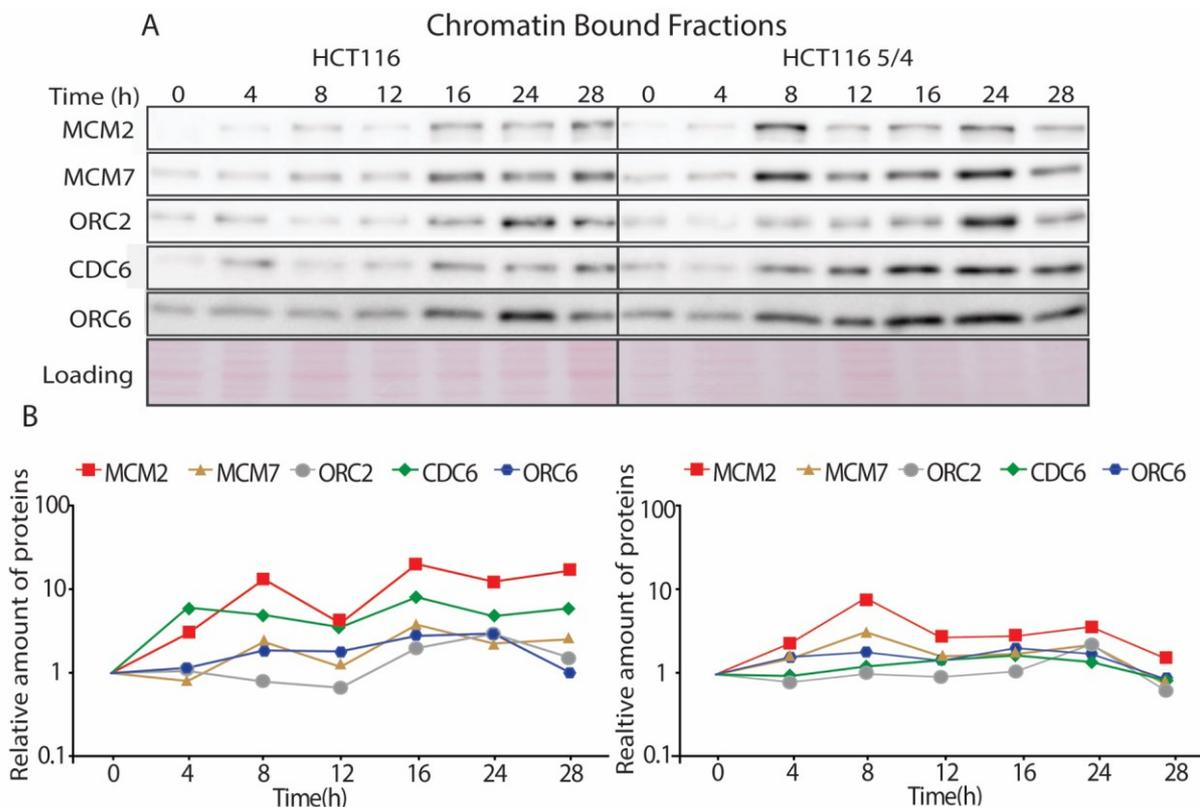 A Chromatin Bound Fractions
HCT116 HCT116 5/4
Time (h) 0 4 8 12 16 24 28 0 4 8 12 16 24 28
MCM2
MCM7
ORC2
CDC6
ORC6
Loading
B
MCM2 MCM7 ORC2 CDC6 ORC6
Relative amount of proteins
100
10
1
0.1
0 4 8 12 16 24 28
Time(h)
MCM2 MCM7 ORC2 CDC6 ORC6
Realtive amount of proteins
100
10
1
0.1
0 4 8 12 16 24 28
Time(h)